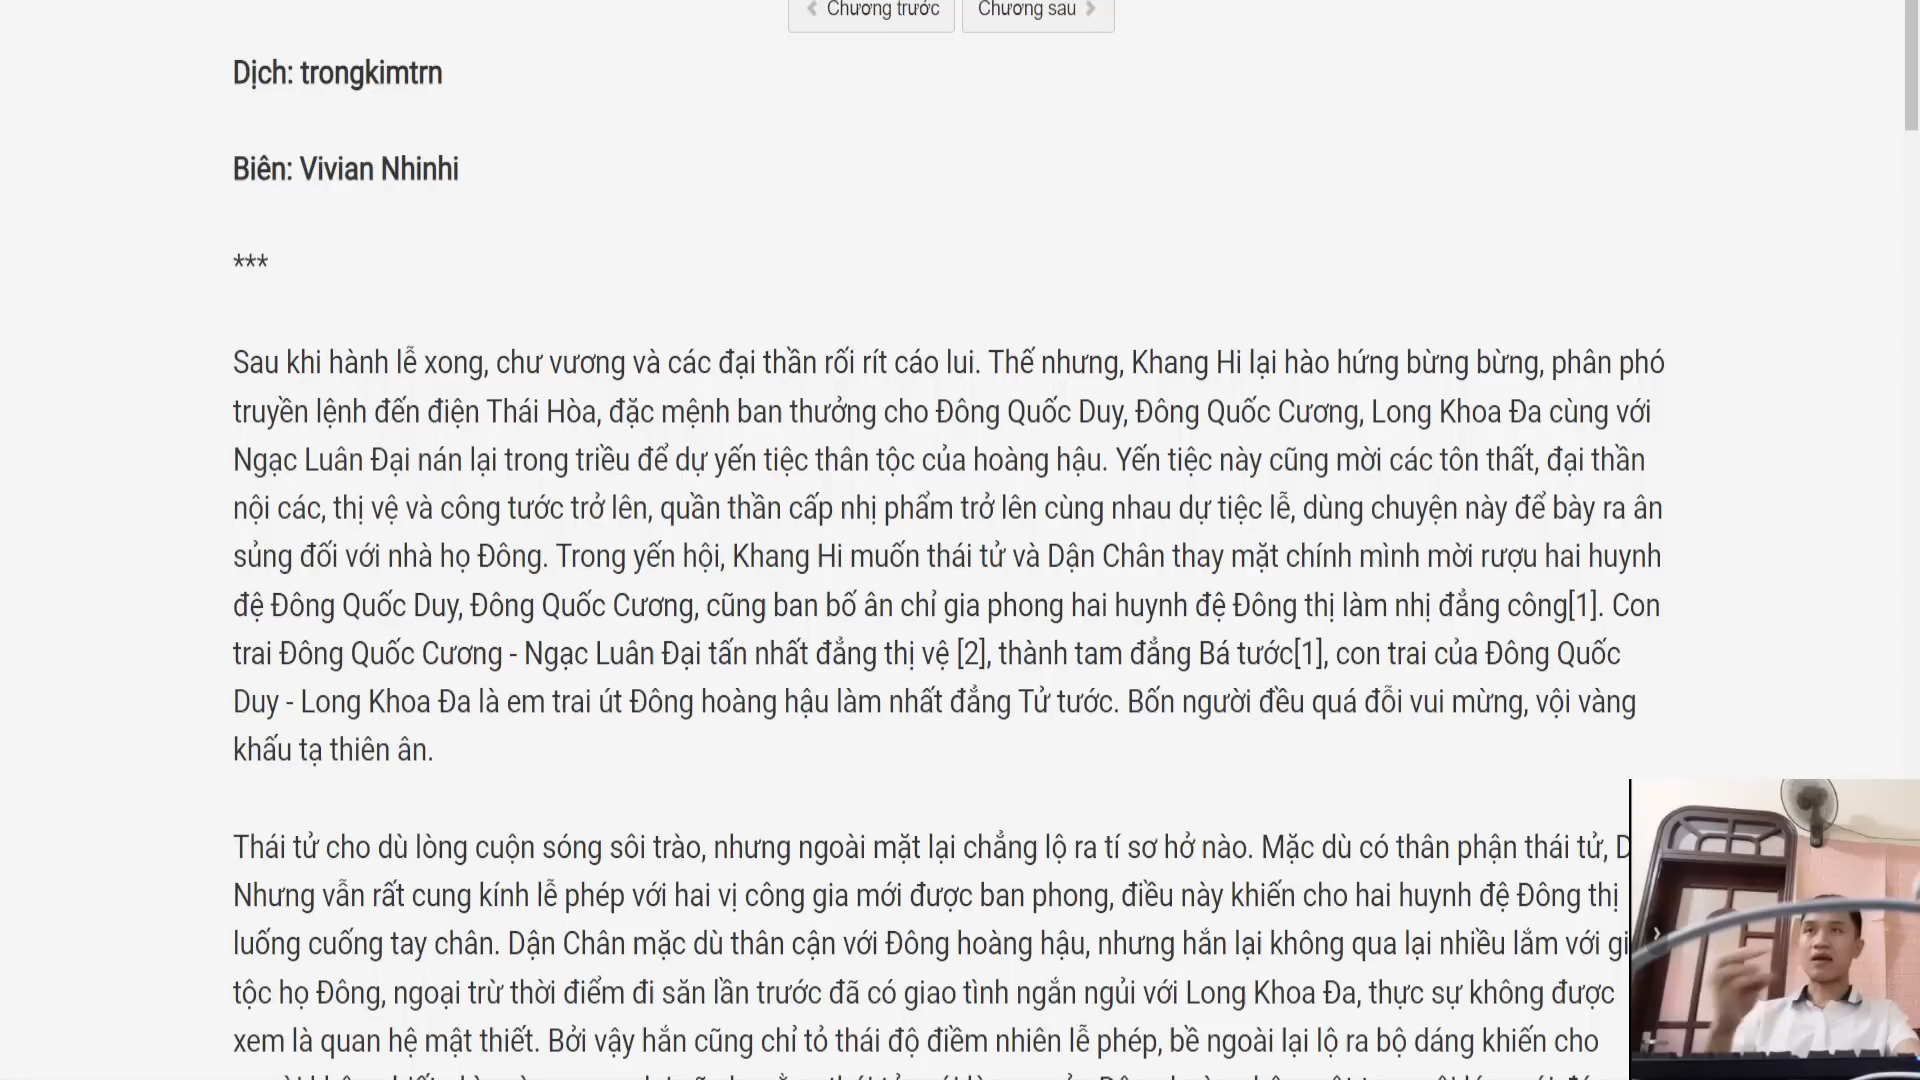 Chương trước Chương sau
Dịch: trongkimtrn
Biên: Vivian Nhinhi
***
Sau khi hành lễ xong, chư vương và các đại thần rối rít cáo lui. Thế nhưng, Khang Hi lại hào hứng bừng bừng, phân phó
truyền lệnh đến điện Thái Hòa, đặc mệnh ban thưởng cho Đông Quốc Duy, Đông Quốc Cương, Long Khoa Đa cùng với
Ngạc Luân Đại nán lại trong triều để dự yến tiệc thân tộc của hoàng hậu. Yến tiệc này cũng mời các tôn thất, đại thần
nội các, thị vệ và công tước trở lên, quần thần cấp nhị phẩm trở lên cùng nhau dự tiệc lễ, dùng chuyện này để bày ra ân
sủng đối với nhà họ Đông. Trong yến hội, Khang Hi muốn thái tử và Dận Chân thay mặt chính mình mời rượu hai huynh
đệ Đông Quốc Duy, Đông Quốc Cương, cũng ban bố ân chỉ gia phong hai huynh đệ Đông thị làm nhị đẳng công[1]. Con
trai Đông Quốc Cương - Ngạc Luân Đại tấn nhất đẳng thị vệ [2], thành tam đẳng Bá tước[1], con trai của Đông Quốc
Duy - Long Khoa Đa là em trai út Đông hoàng hậu làm nhất đẳng Tử tước. Bốn người đều quá đỗi vui mừng, vội vàng
khấu tạ thiên ân.
Thái tử cho dù lòng cuộn sóng sôi trào, nhưng ngoài mặt lại chẳng lộ ra tí sơ hở nào. Mặc dù có thân phận thái tử,
Nhưng vẫn rất cung kính lễ phép với hai vị công gia mới được ban phong, điều này khiến cho hai huynh đệ Đông thị
luống cuống tay chân. Dận Chân mặc dù thân cận với Đông hoàng hậu, nhưng hắn lại không qua lại nhiều lắm với
tộc họ Đông, ngoại trừ thời điểm đi săn lần trước đã có giao tình ngắn ngủi với Long Khoa Đa, thực sự không được
xem là quan hệ mật thiết. Bởi vậy hắn cũng chỉ tỏ thái độ điềm nhiên lễ phép, bề ngoài lại lộ ra bộ dáng khiến cho